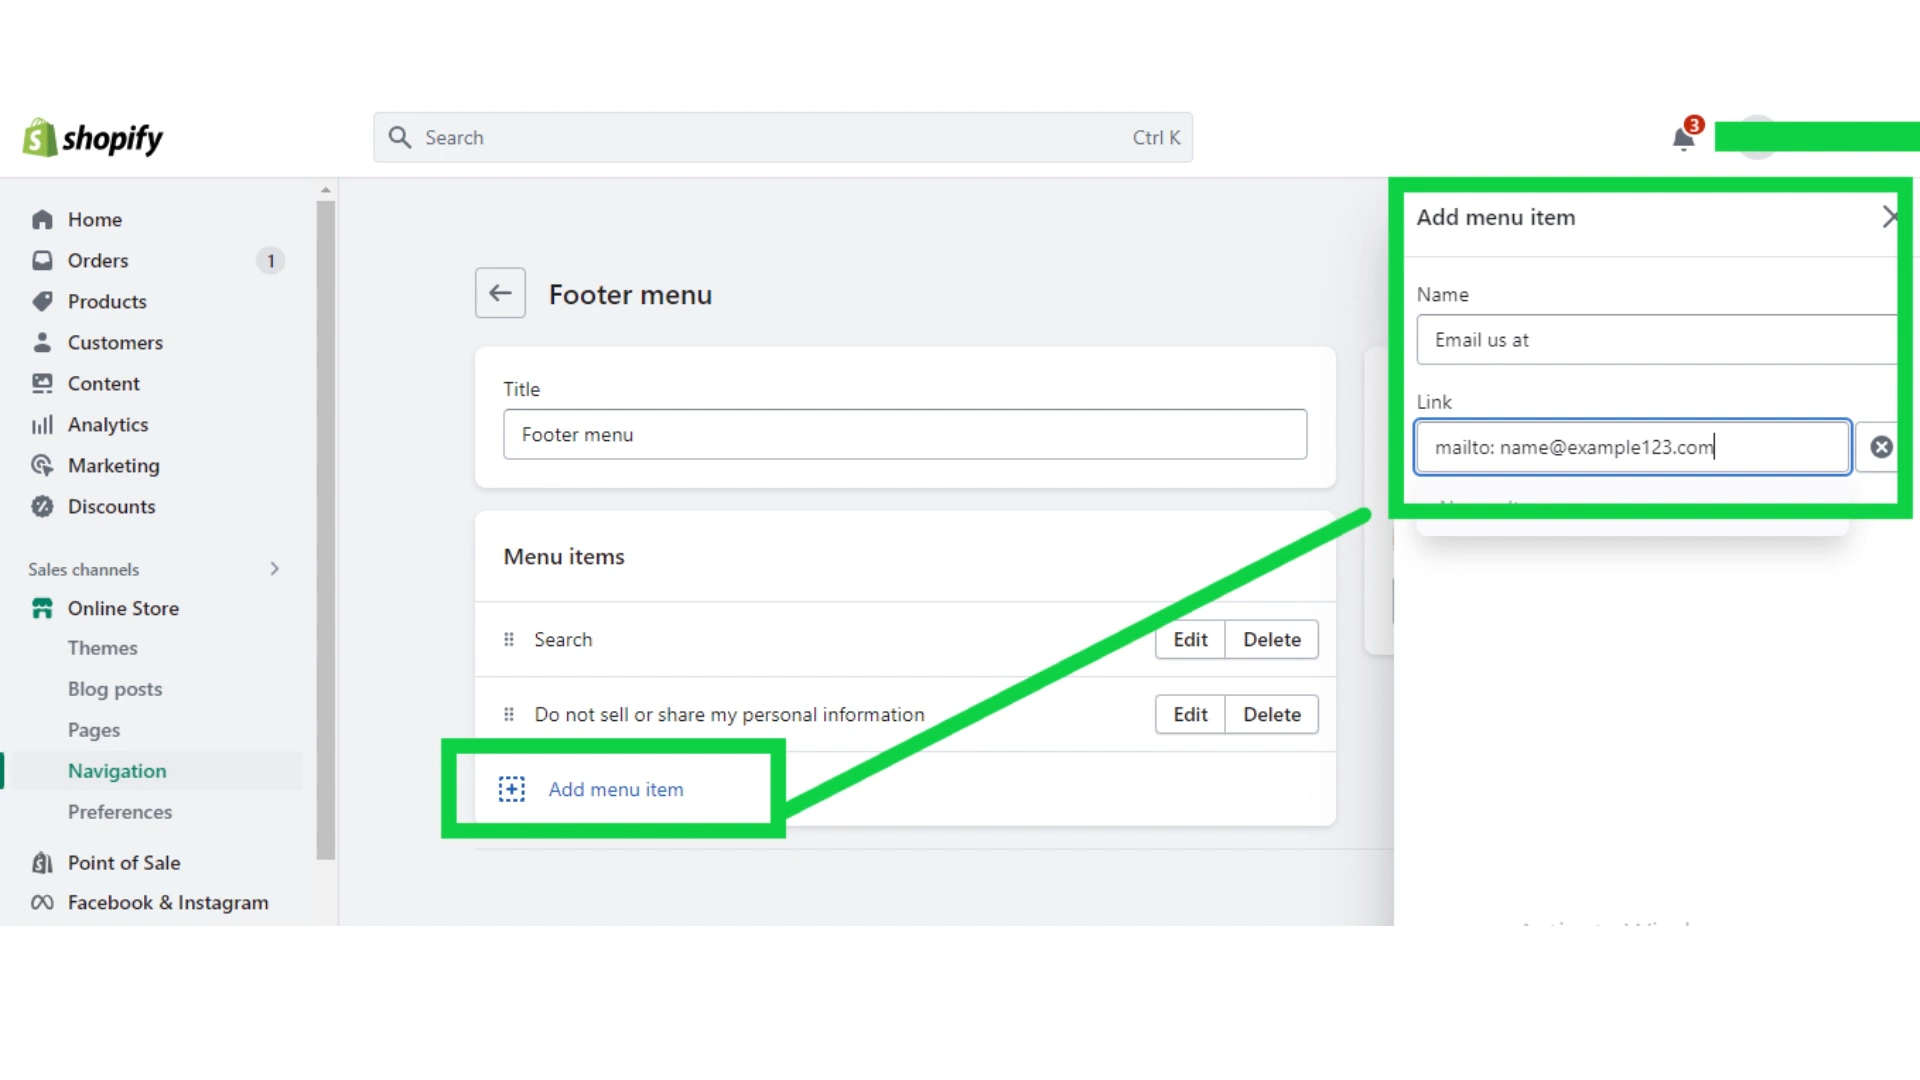 shopify
Search
Ctrl K
3
Home
Orders
1
Products
Customers
Content
Analytics
Marketing
Discounts
Sales channels
Online Store
Themes
Blog posts
Pages
Navigation
Preferences
Point of Sale
Facebook & Instagram
Footer menu
Title
Footer menu
Menu items
Search
Edit
Delete
Do not sell or share my personal information
Edit
Delete
Add menu item
Add menu item
Name
Email us at
Link
mailto: name@example123.com